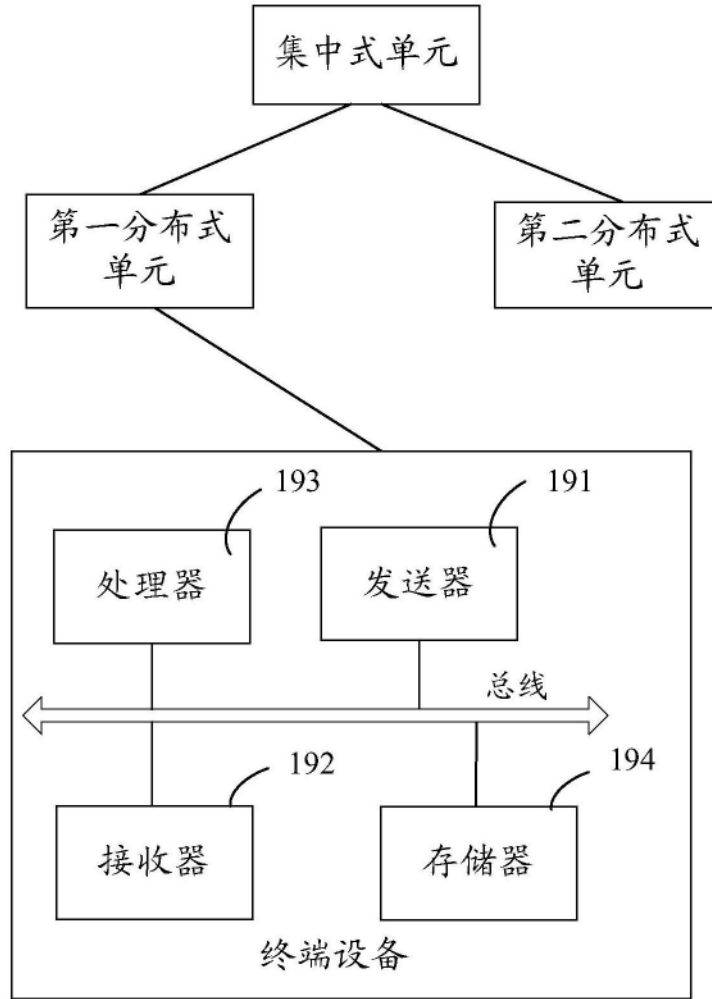 集中式单元
第一分布式
单元
第二分布式
单元
193
191
处理器
发送器
总线
192
194
接收器
存储器
终端设备